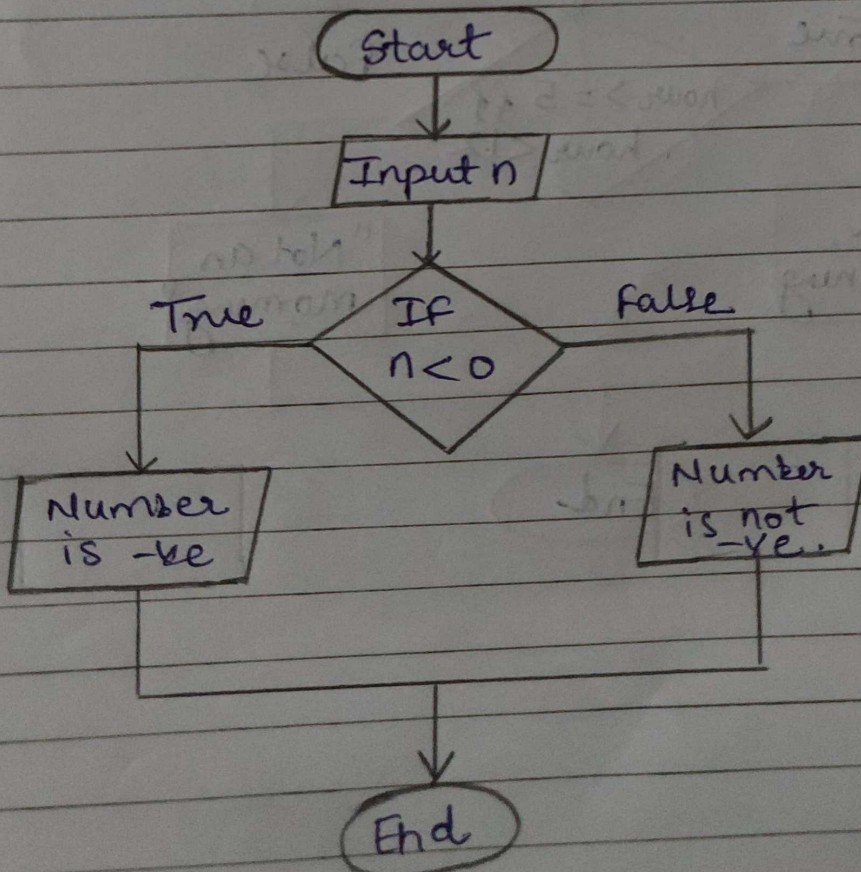 Start
Input n
True
If
False
n < 0
Number
is -ve
Number
is not
-ve.
End